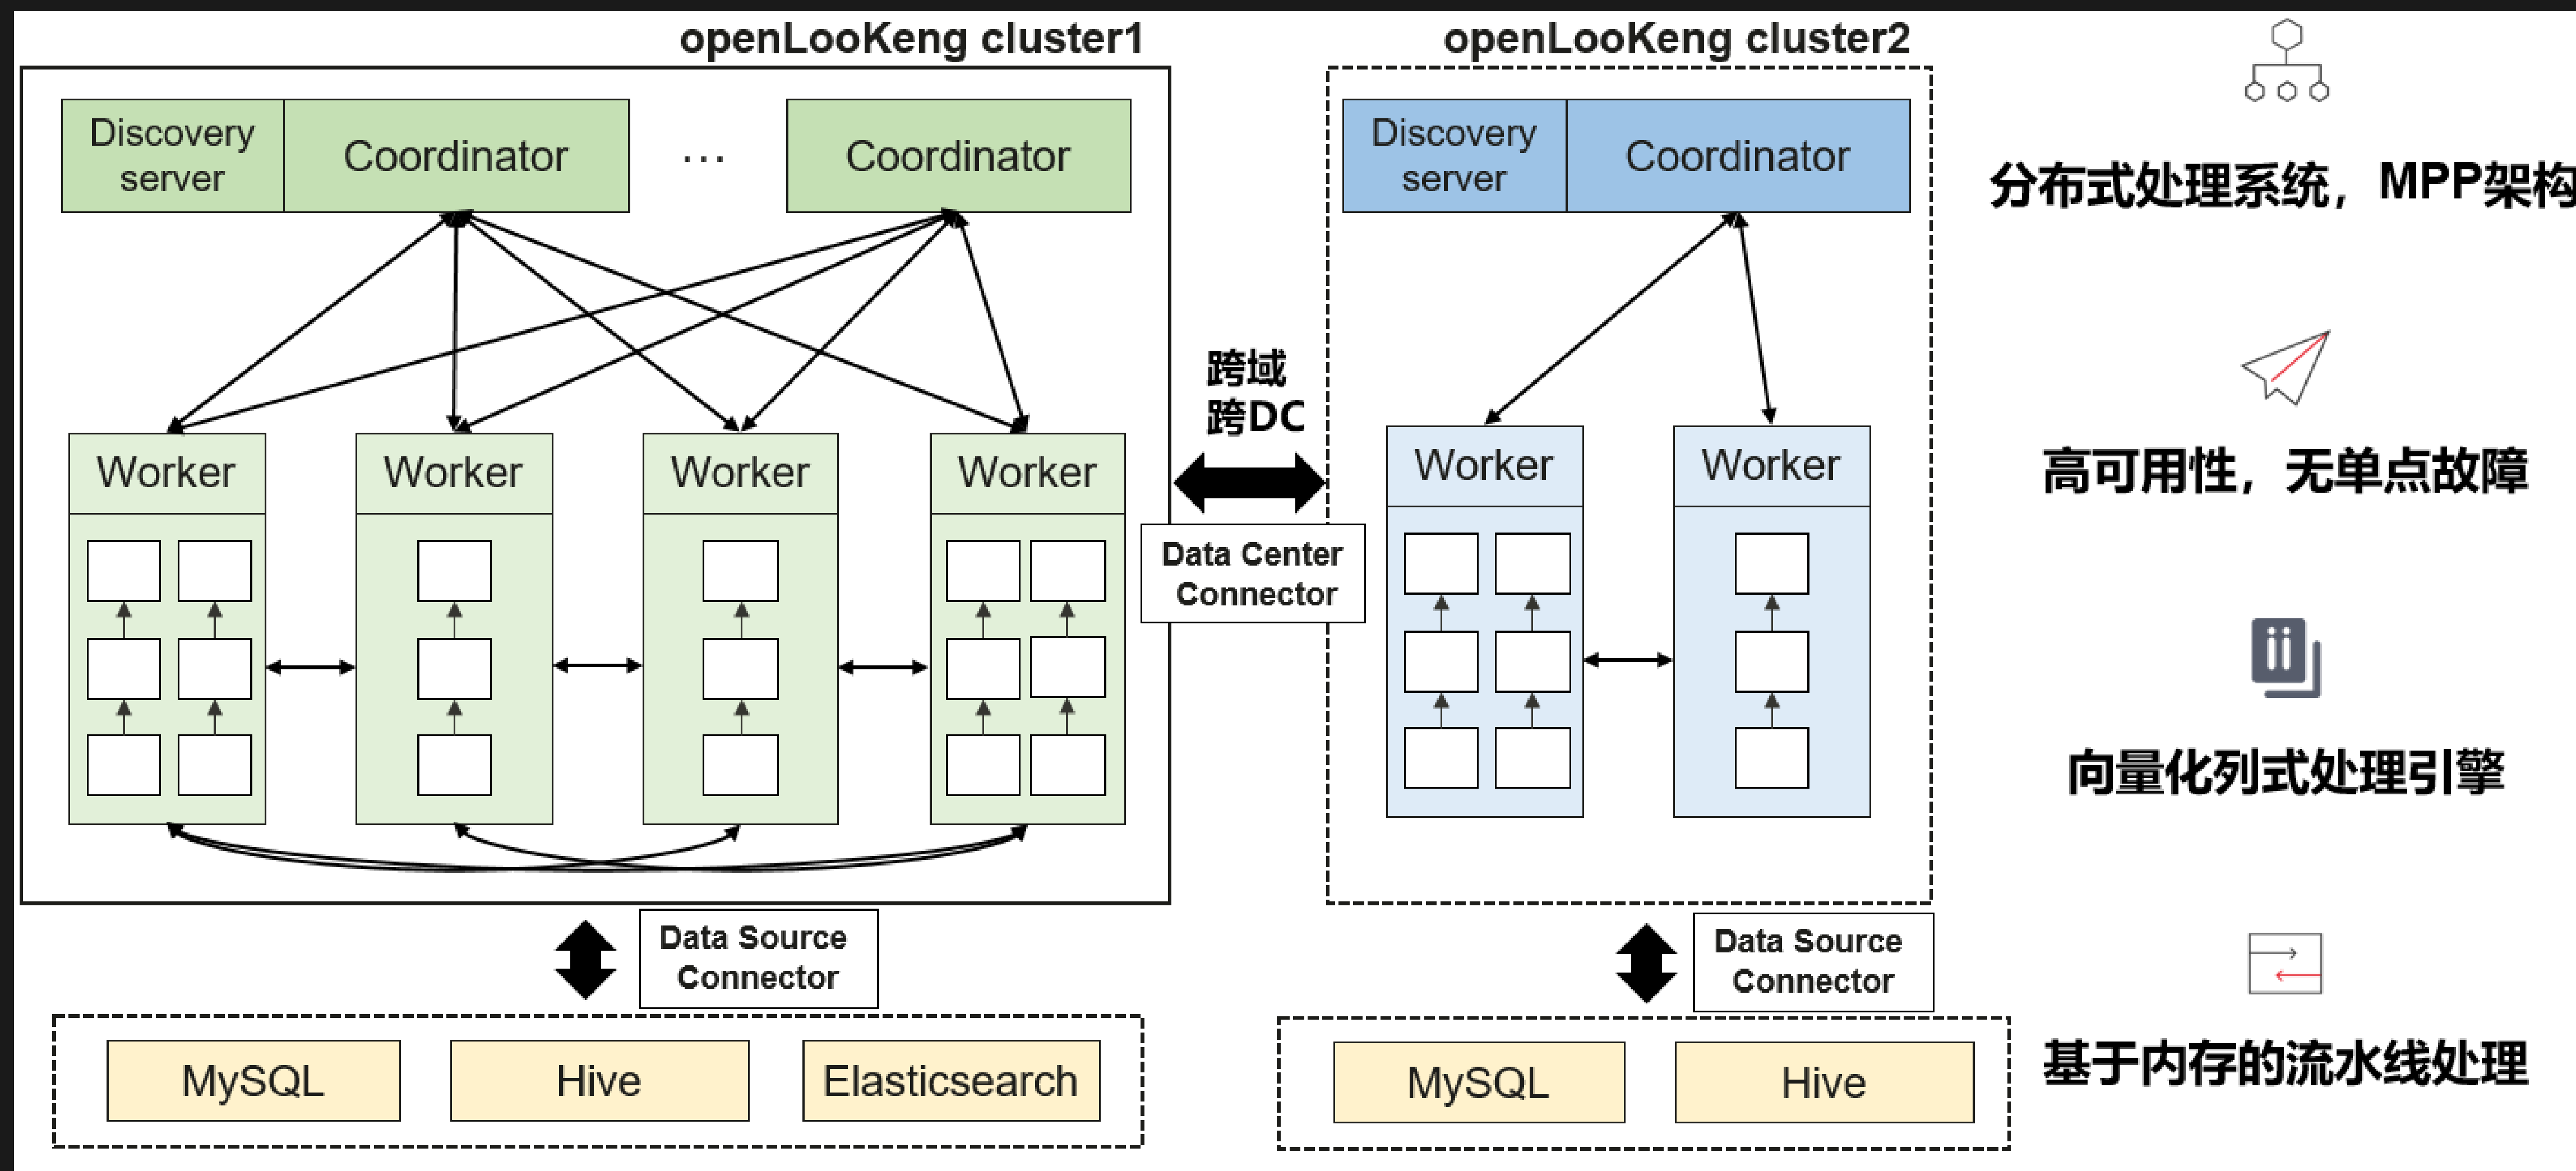 openLooKeng cluster1
openLooKeng cluster2
Discovery
server
Coordinator
...
Coordinator
Discovery
server
Coordinator
分布式处理系统，MPP架构
跨域
跨DC
Worker
Worker
Worker
Worker
Worker
Worker
高可用性，无单点故障
Data Center
Connector
向量化列式处理引擎
Data Source
Connector
Data Source
Connector
MySQL
Hive
Elasticsearch
MySQL
Hive
基于内存的流水线处理